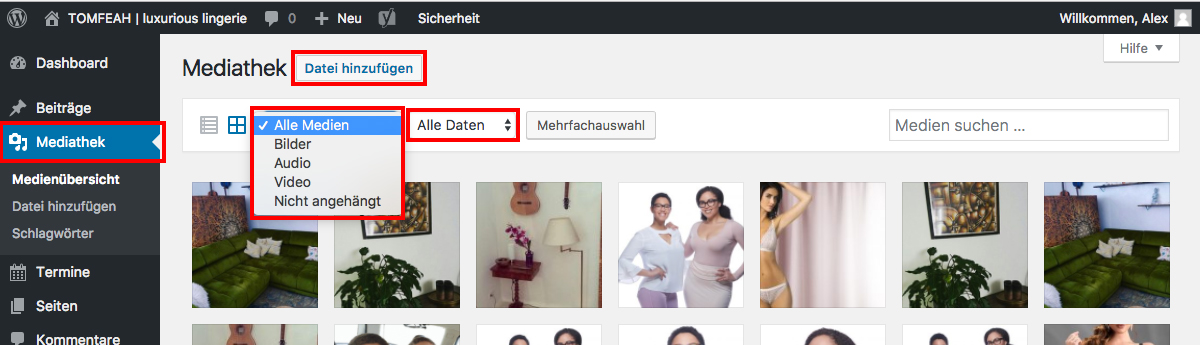 TOMFEAH | luxurious lingerie 0 + Neu Sicherheit Willkommen, Alex
Dashboard
Beiträge
Mediathek
Medienübersicht
Datei hinzufügen
Schlagwörter
Termine
Seiten
Kommentare
Hilfe ▼
Mediathek Datei hinzufügen
✓ Alle Medien
Bilder
Audio
Video
Nicht angehängt
Alle Daten
Mehrfachauswahl
Medien suchen ...